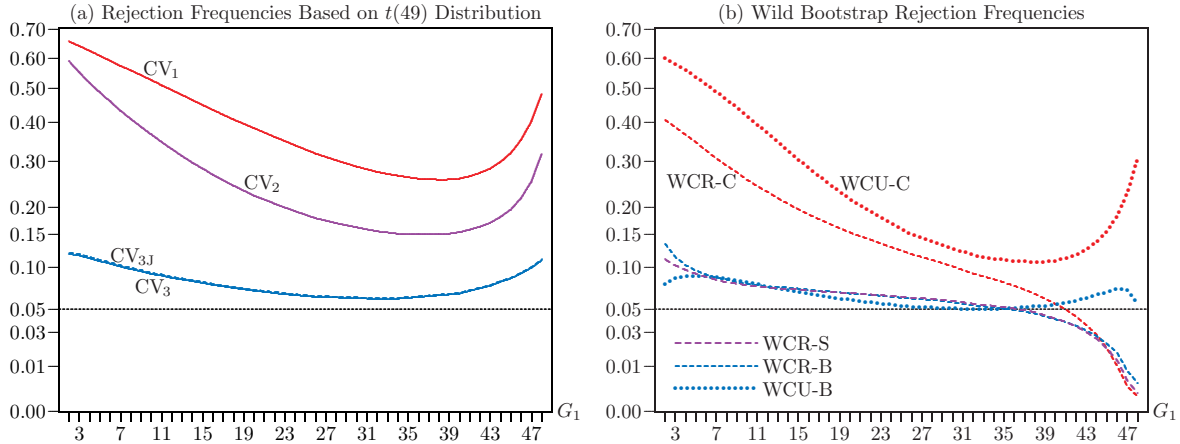 (a) Rejection Frequencies Based on t(49) Distribution
0.70
0.60
0.50
0.40
0.30
0.20
0.15
0.10
0.05
0.03
0.01
0.00
CV1
CV2
CV3J
CV3
3 7 11 15 19 23 27 31 35 39 43 47
G1
(b) Wild Bootstrap Rejection Frequencies
0.70
0.60
0.50
0.40
0.30
0.20
0.15
0.10
0.05
0.03
0.01
0.00
WCR-C
WCU-C
WCR-S
WCR-B
WCU-B
3 7 11 15 19 23 27 31 35 39 43 47
G1